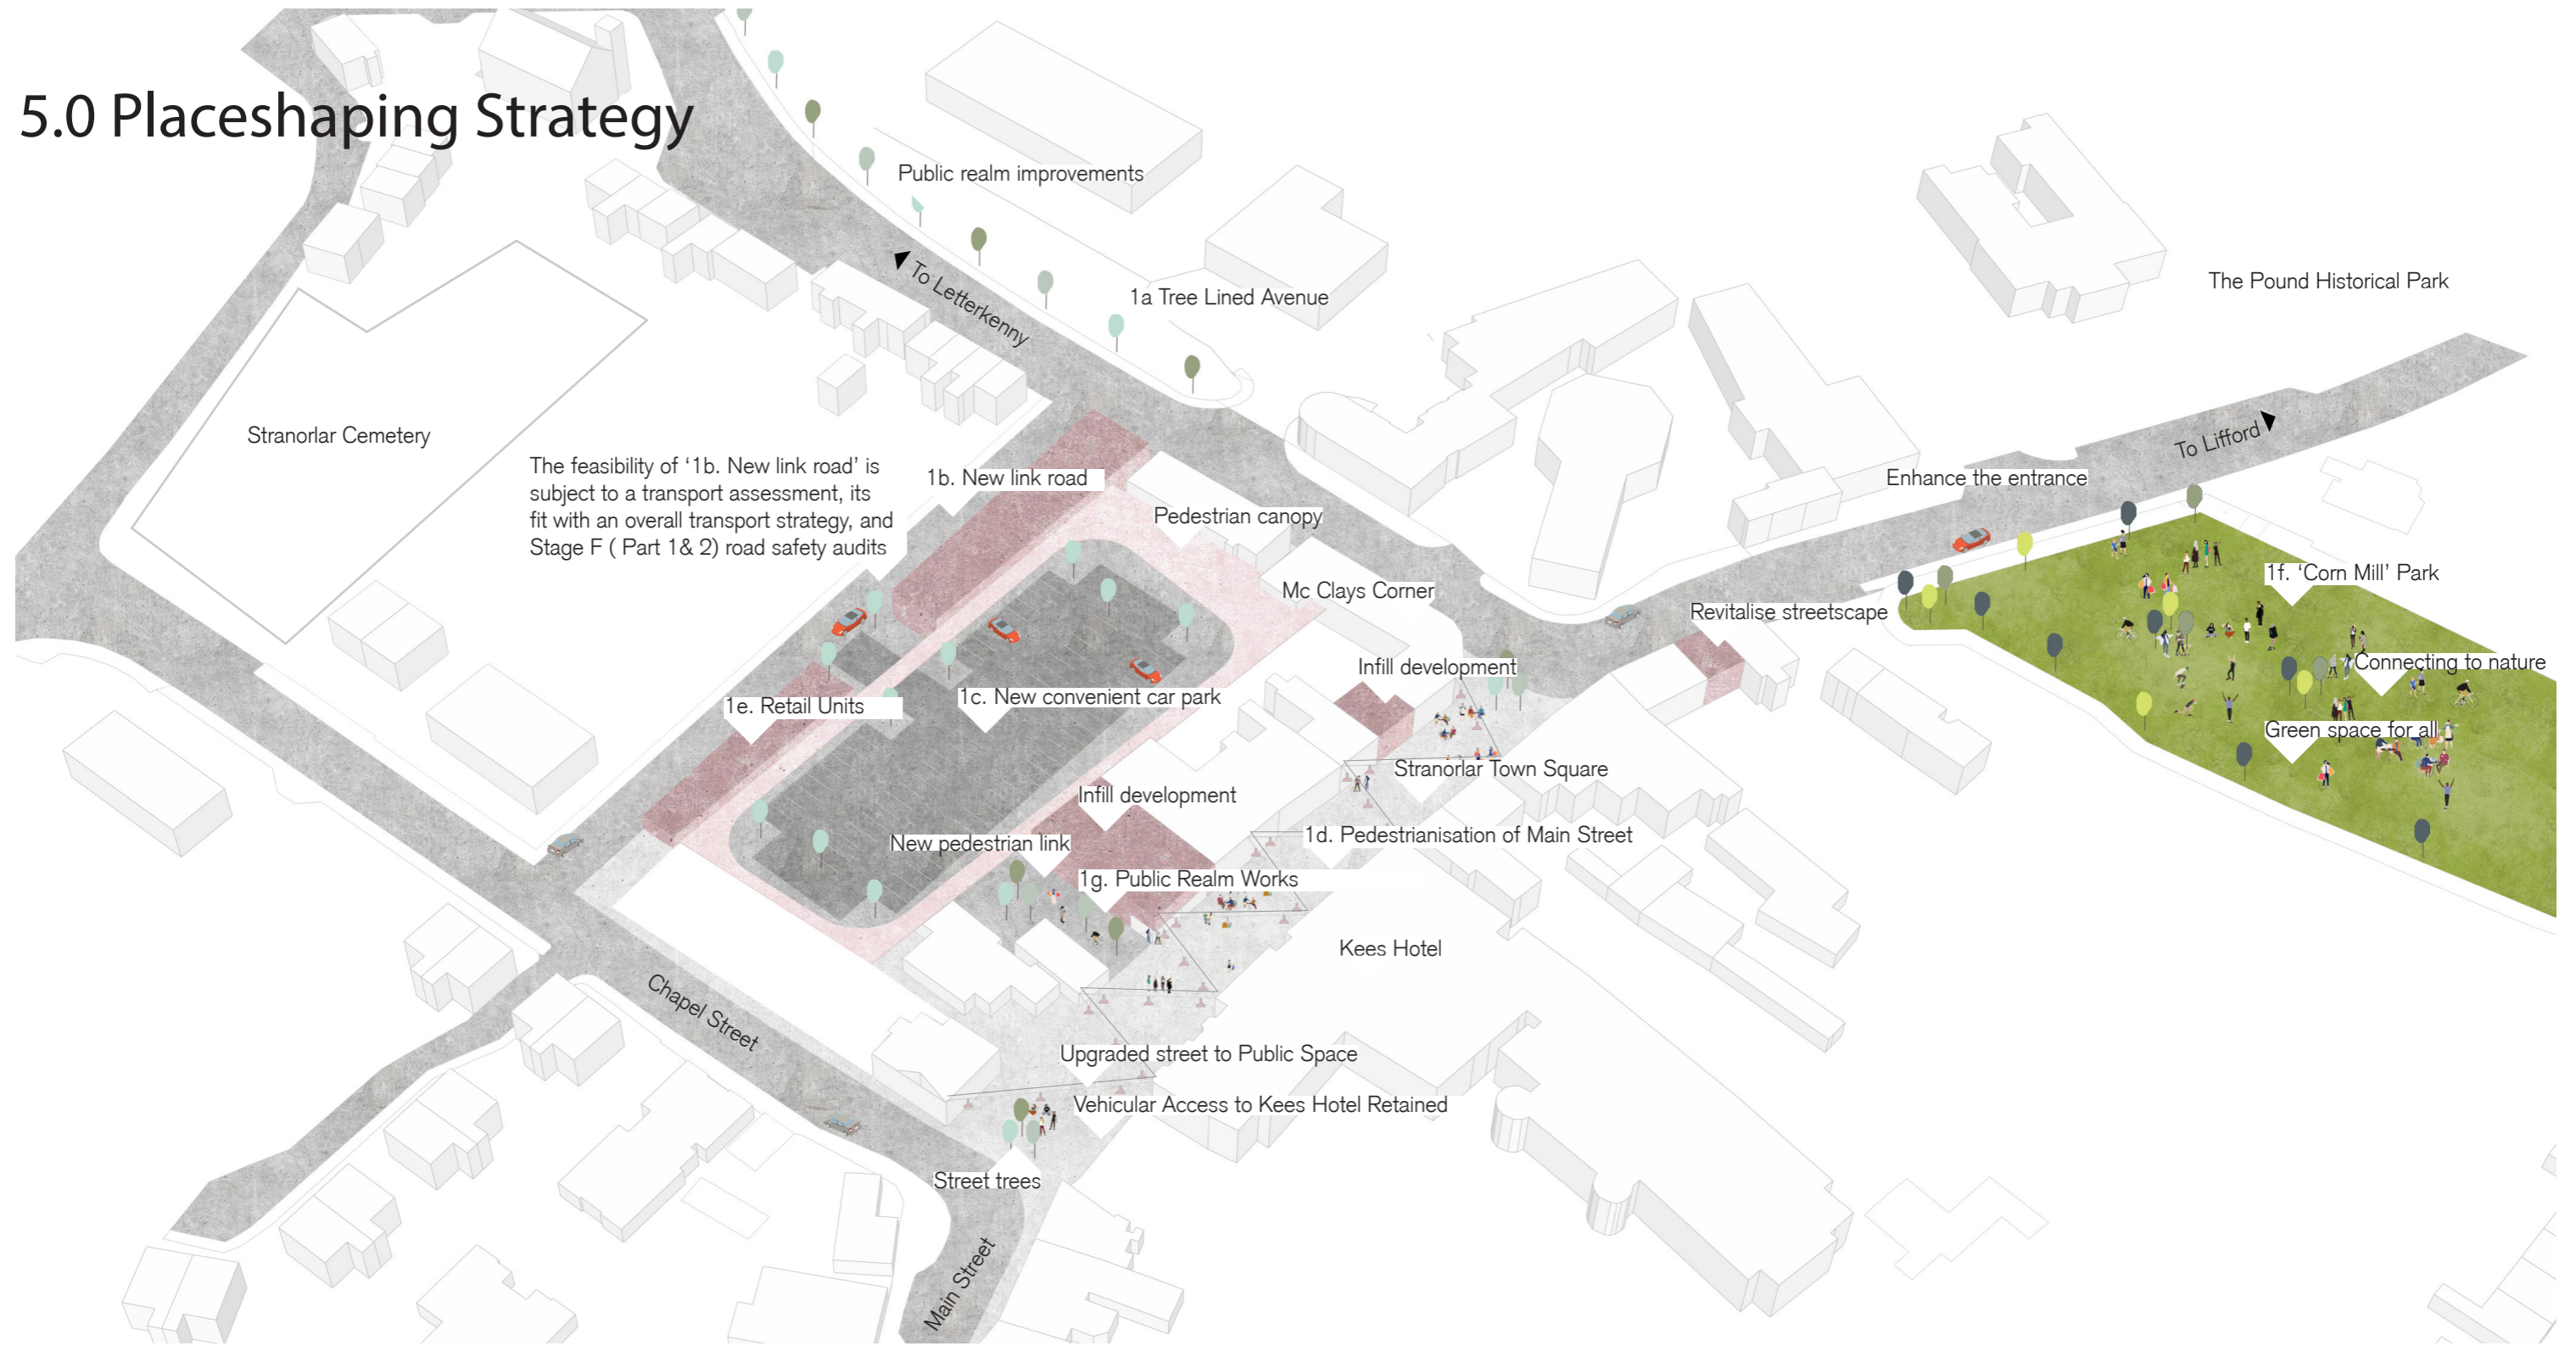 5.0 Placeshaping Strategy
Public realm improvements
The Pound Historical Park
To Letterkenny
1a Tree Lined Avenue
Stranorlar Cemetery
To Lifford
The feasibility of ‘1b. New link road’ is
subject to a transport assessment, its
fit with an overall transport strategy, and
Stage F ( Part 1& 2) road safety audits
1b. New link road
Enhance the entrance
Pedestrian canopy
1f. ‘Corn Mill’ Park
Mc Clays Corner
Revitalise streetscape
Infill development
Connecting to nature
1e. Retail Units
1c. New convenient car park
Green space for all
Stranorlar Town Square
Infill development
1d. Pedestrianisation of Main Street
New pedestrian link
1g. Public Realm Works
Kees Hotel
Chapel Street
Upgraded street to Public Space
Vehicular Access to Kees Hotel Retained
Street trees
Main Street